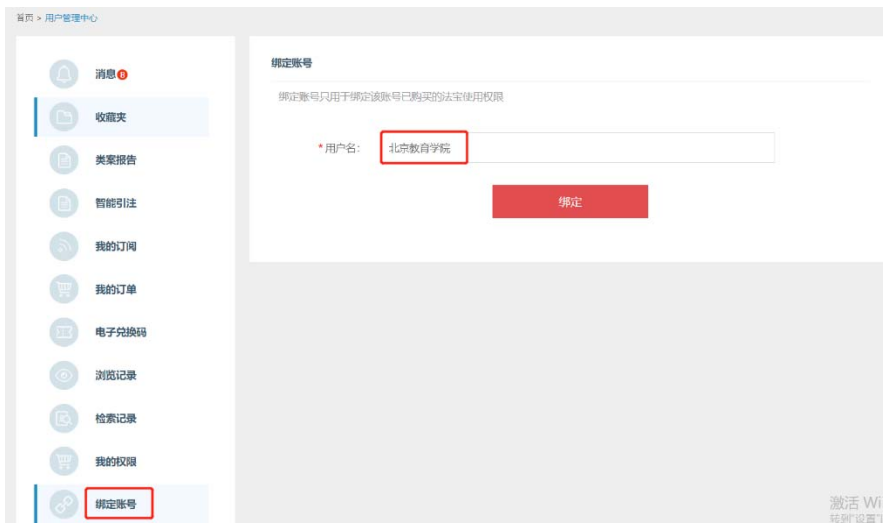 首页 > 用户管理中心
消息
收藏夹
类案报告
智能引注
我的订阅
我的订单
电子兑换码
浏览记录
检索记录
我的权限
绑定账号
绑定账号
绑定账号只用于绑定该账号已购买的法宝使用权限
*用户名: 北京教育学院
绑定
激活 Wi
转到"设置"